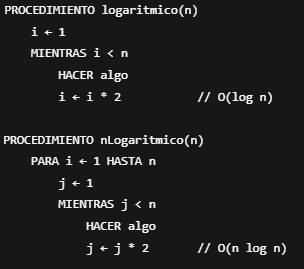 PROCEDIMIENTO logaritmico(n)
    i ← 1
    MIENTRAS i < n
        HACER algo
        i ← i * 2          // O(log n)

PROCEDIMIENTO nLogaritmico(n)
    PARA i ← 1 HASTA n
        j ← 1
        MIENTRAS j < n
            HACER algo
            j ← j * 2      // O(n log n)